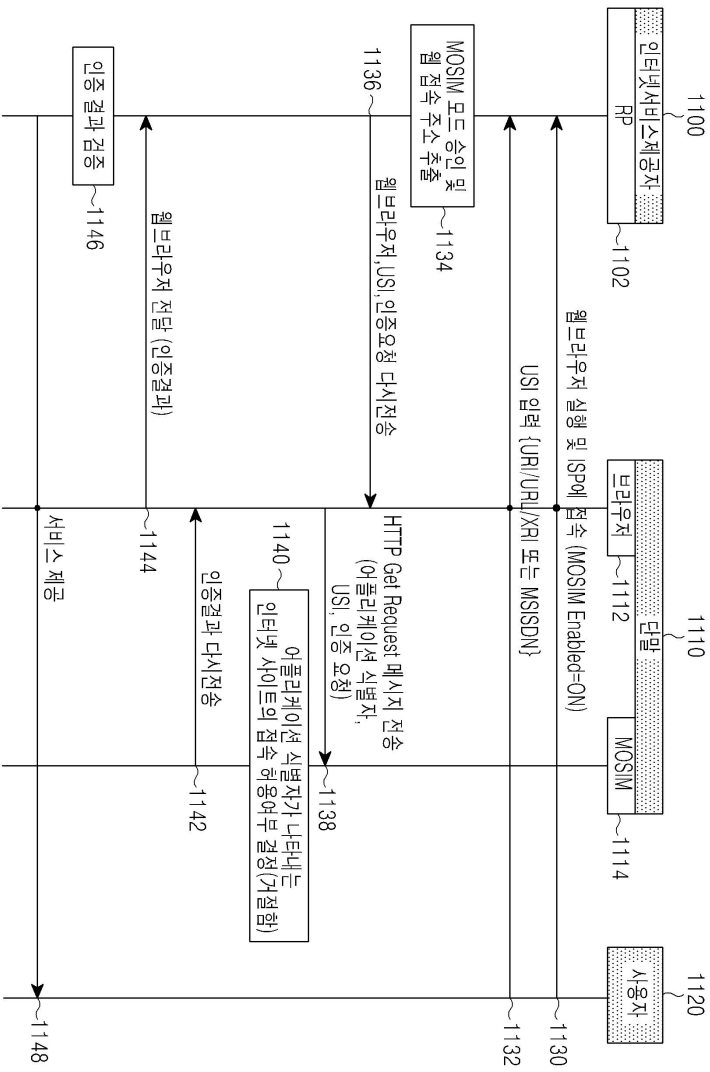 1100
인터넷서비스제공자
RP
1102
1110
단말
브라우저
1112
MOSIM
1114
1120
사용자
1130
웹브라우저 실행 및 ISP에 접속 (MOSIM Enabled=ON)
1132
USI 입력 {URI/URL/XRI 또는 MSISDN}
MOSIM 모드 승인 및
웹 접속 주소 추출
1134
1136
웹브라우저,USI,인증요청 다시전소
HTTP Get Request 메시지 전송
(어플리케이션 식별자,
USI, 인증 요청)
1138
1140
어플리케이션 식별자가 나타내는
인터넷 사이트의 접속 허용여부 결정(거절함)
인증결과 다시전송
1142
웹브라우저 전달 (인증결과)
1144
인증 결과 검증
1146
서비스 제공
1148